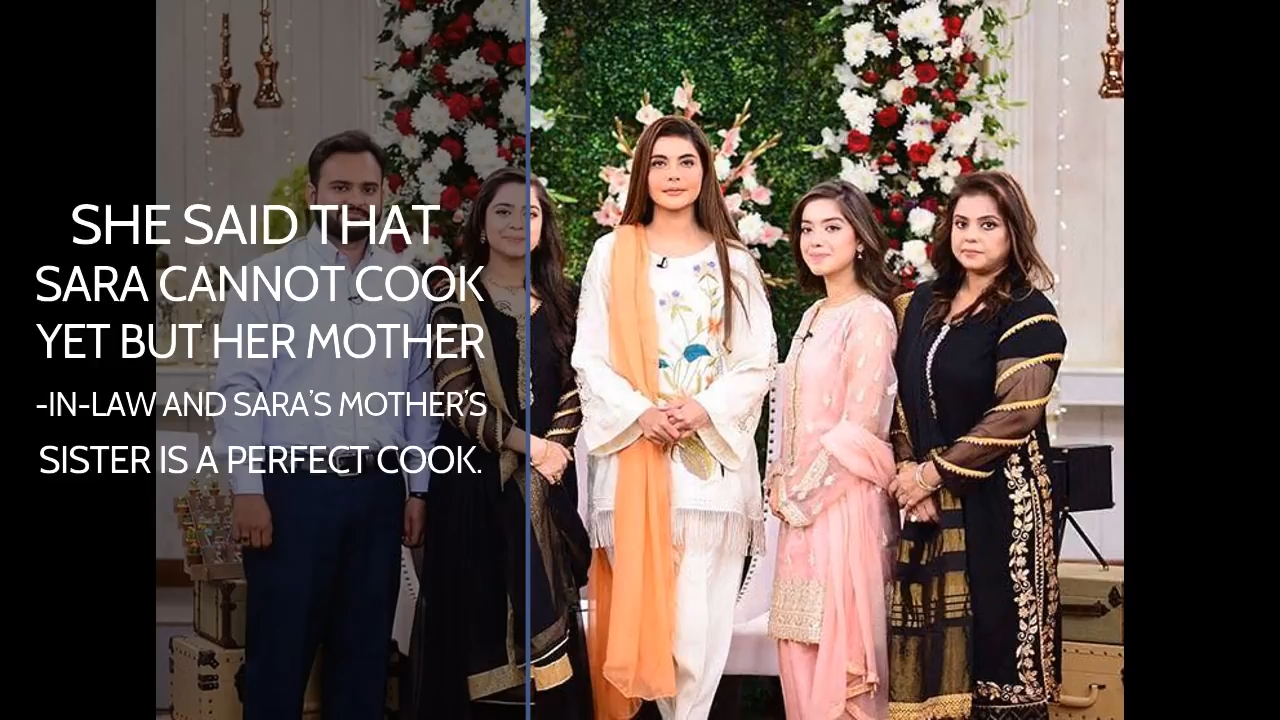 SHE SAID THAT
SARA CANNOT COOK
YET BUT HER MOTHER
-IN-LAW AND SARA'S MOTHER'S
SISTER IS A PERFECT COOK.